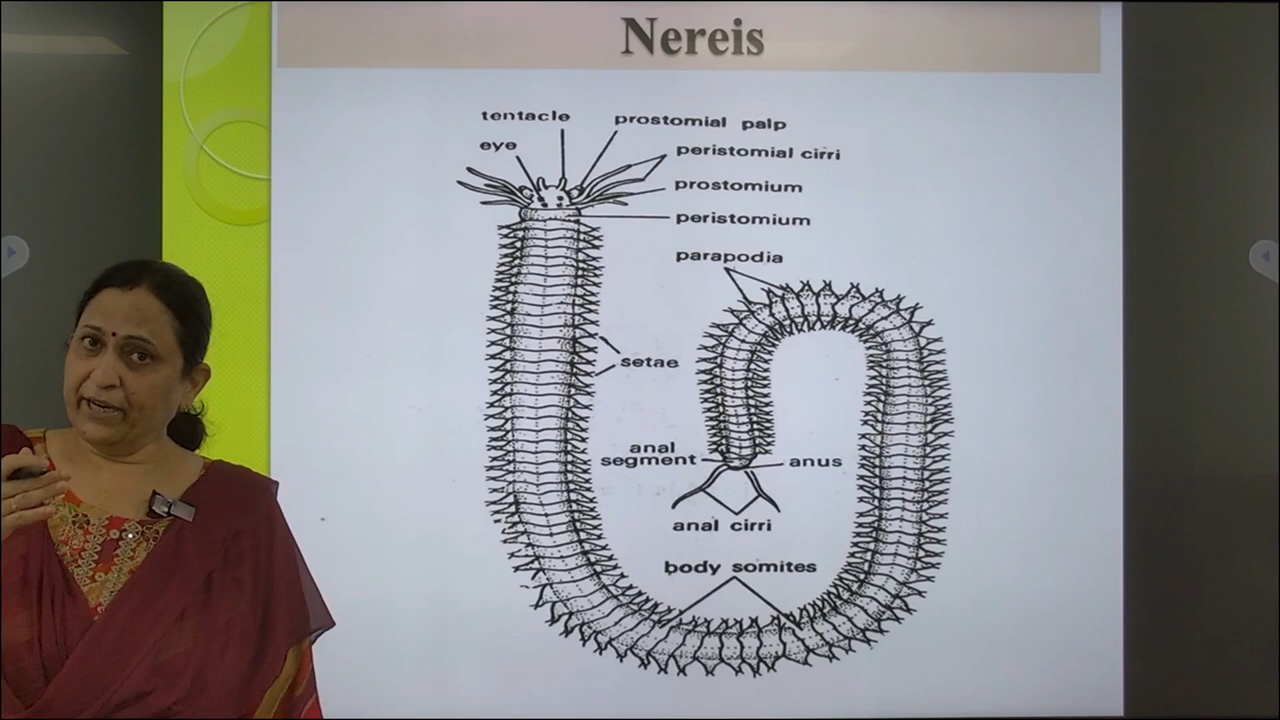 Nereis
tentacle
prostomial palp
eye
peristomial cirri
prostomium
peristomium
parapodia
setae
anal
segment
anus
anal cirri
body somites